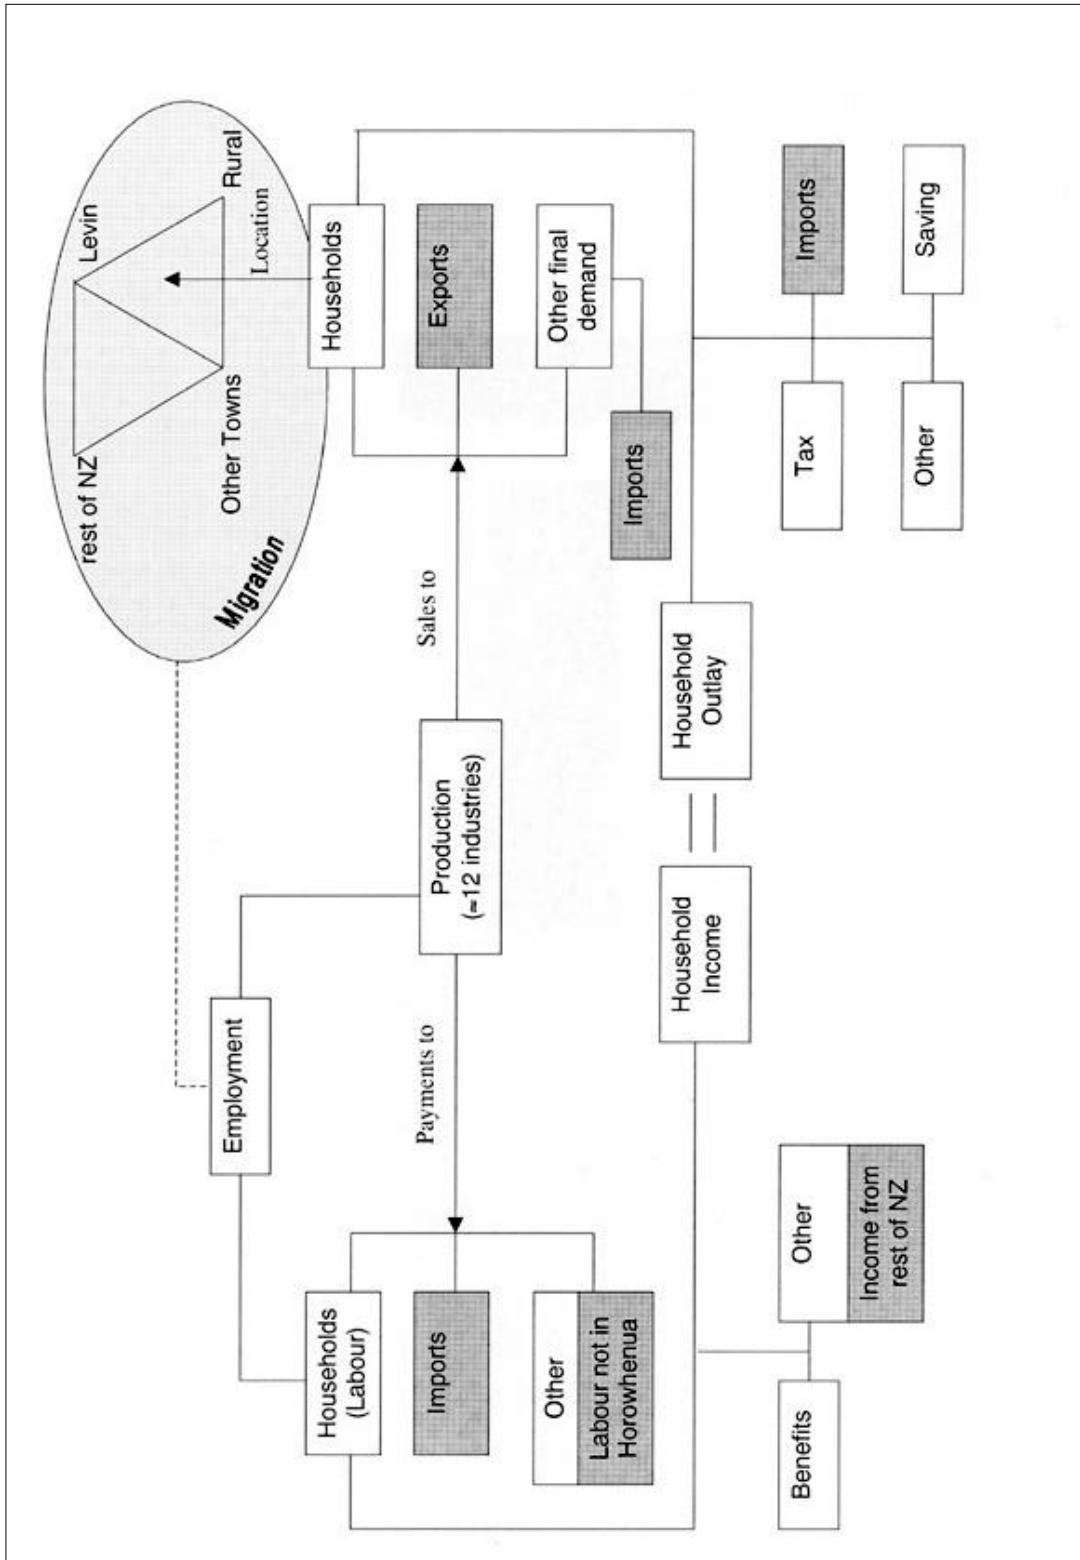 Employment
Migration
rest of NZ
Levin
Other Towns
Rural
Location
Households
(Labour)
Imports
Other
Labour not in
Horowhenua
Payments to
Production
(≈12 industries)
Sales to
Households
Exports
Other final
demand
Imports
Household
Income
Household
Outlay
Benefits
Other
Income from
rest of NZ
Tax
Imports
Other
Saving